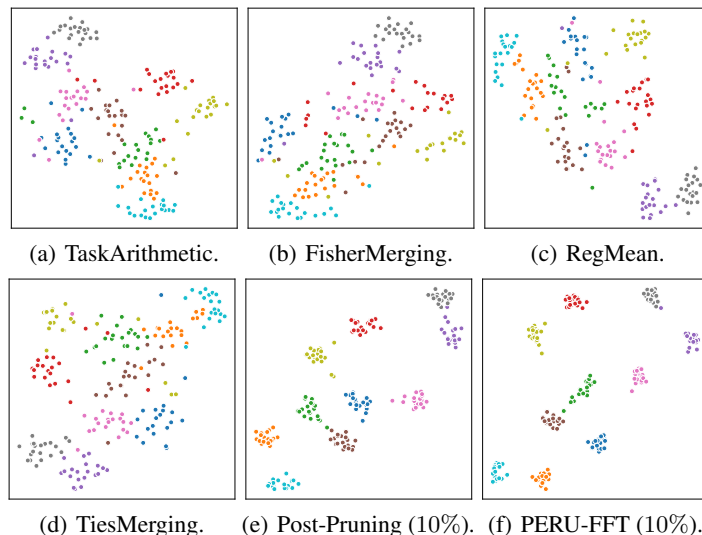 (a) TaskArithmetic.
(b) FisherMerging.
(c) RegMean.
(d) TiesMerging.
(e) Post-Pruning (10%).
(f) PERU-FFT (10%).